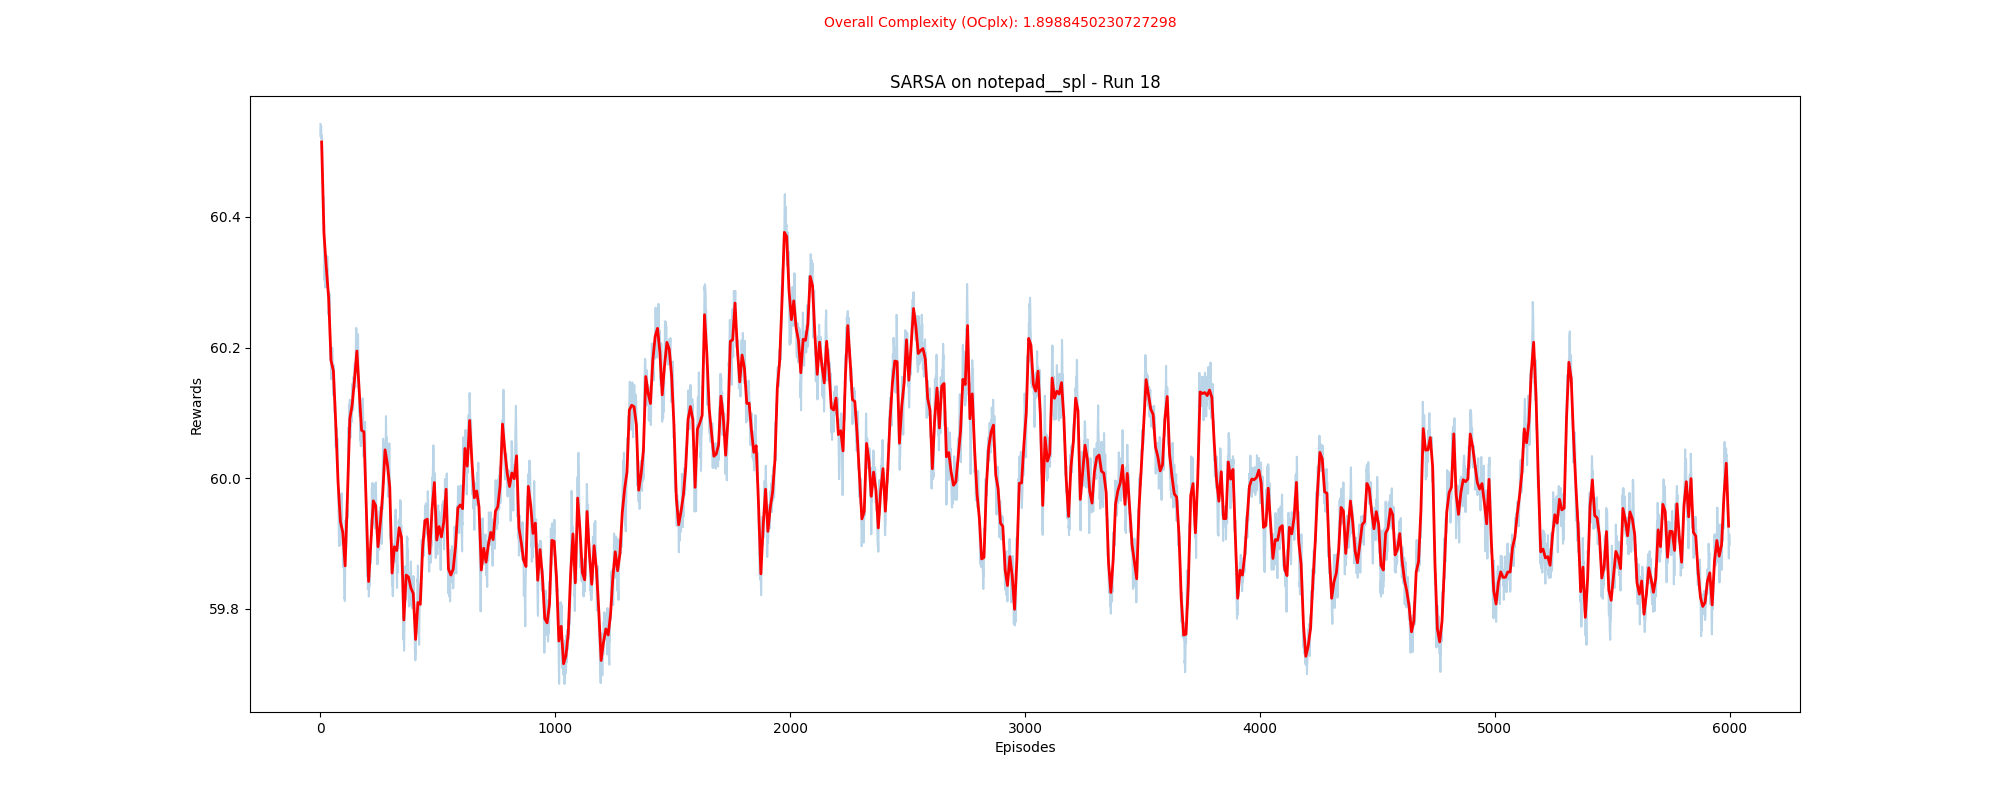 Overall Complexity (OCplx): 1.8988450230727298
SARSA on notepad__spl - Run 18
Rewards
60.4
60.2
60.0
59.8
0 1000 2000 3000 4000 5000 6000
Episodes